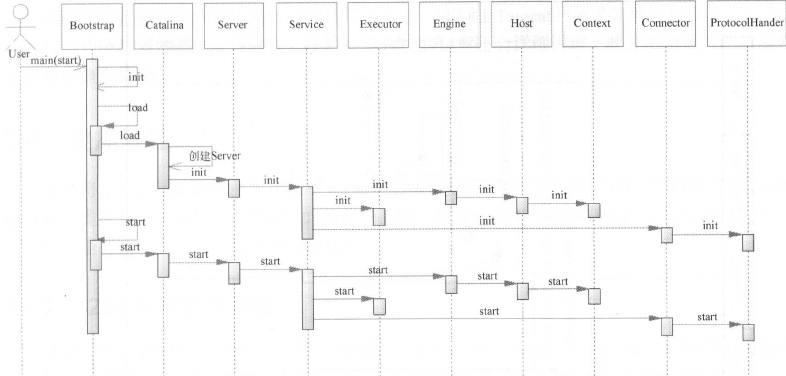 Bootstrap Catalina Server Service Executor Engine Host Context Connector ProtocolHander
User
main(start)
init
load
load
创建Server
init
init
init init init
init
init init
start
start
start
start
start start start
start
start start